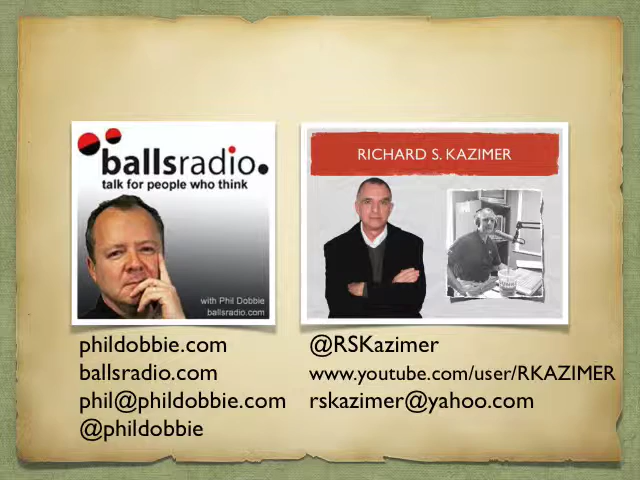 ballsradio.
talk for people who think
with Phil Dobbie
ballsradio.com
phildobbie.com
ballsradio.com
phil@phildobbie.com
@phildobbie
RICHARD S. KAZIMER
@RSKazimer
www.youtube.com/user/RKAZIMER
rskazimer@yahoo.com